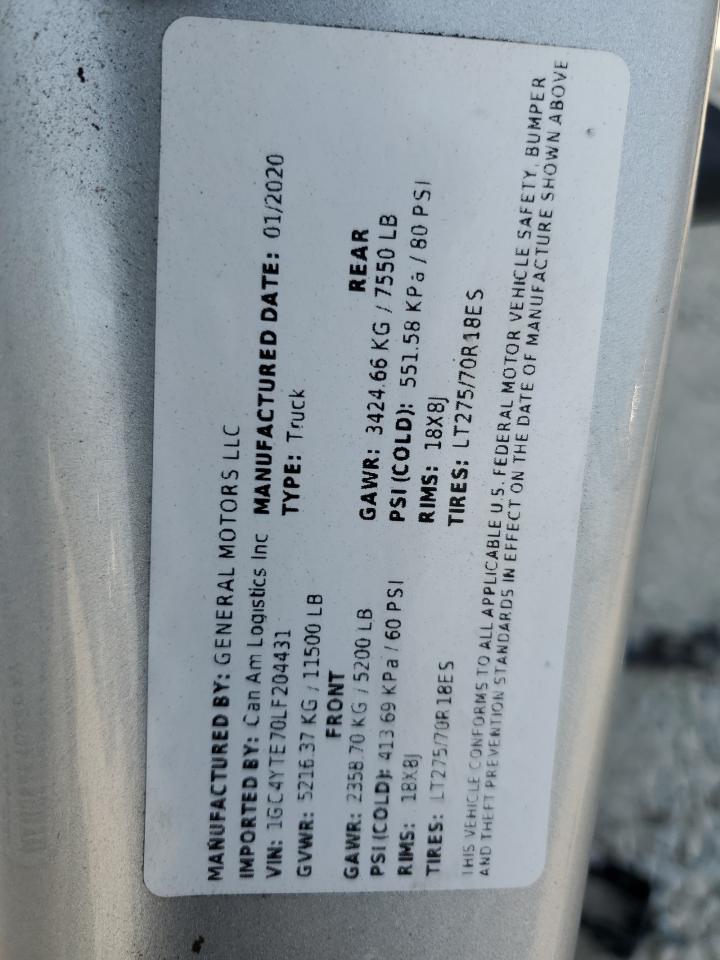 MANUFACTURED BY: GENERAL MOTORS LLC
IMPORTED BY: Can Am Logistics Inc MANUFACTURED DATE: 01/2020
VIN: 1GC4YTE70LF204431 TYPE: Truck
GVWR: 5216.37 KG / 11500 LB
FRONT REAR
GAWR: 2358.70 KG / 5200 LB GAWR: 3424.66 KG / 7550 LB
PSI (COLD): 413.69 KPa / 60 PSI PSI (COLD): 551.58 KPa / 80 PSI
RIMS: 18X8J RIMS: 18X8J
TIRES: LT275/70R18ES TIRES: LT275/70R18ES
THIS VEHICLE CONFORMS TO ALL APPLICABLE U.S. FEDERAL MOTOR VEHICLE SAFETY, BUMPER
AND THEFT PREVENTION STANDARDS IN EFFECT ON THE DATE OF MANUFACTURE SHOWN ABOVE